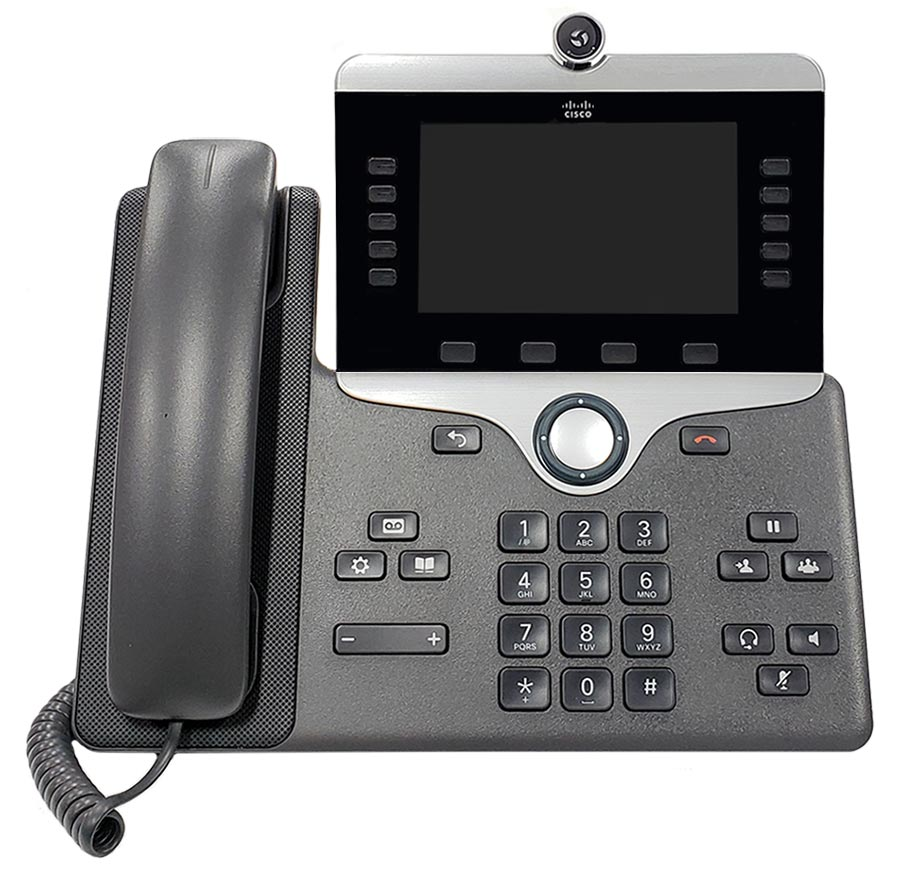 CISCO
1 2 3
ABC DEF
4 5 6
GHI JKL MNO
7 8 9
PQRS TUV WXYZ
* 0 #
+
− +